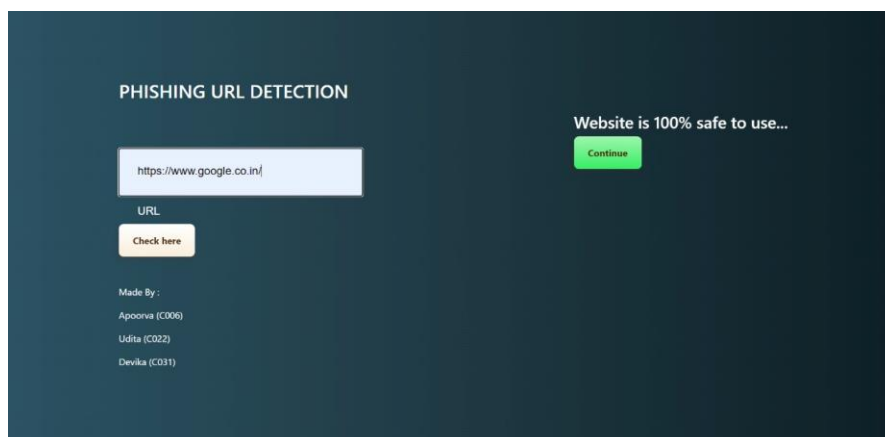 PHISHING URL DETECTION
https://www.google.co.in/
URL
Check here
Made By :
Apoorva (C006)
Udita (C022)
Devika (C031)
Website is 100% safe to use...
Continue